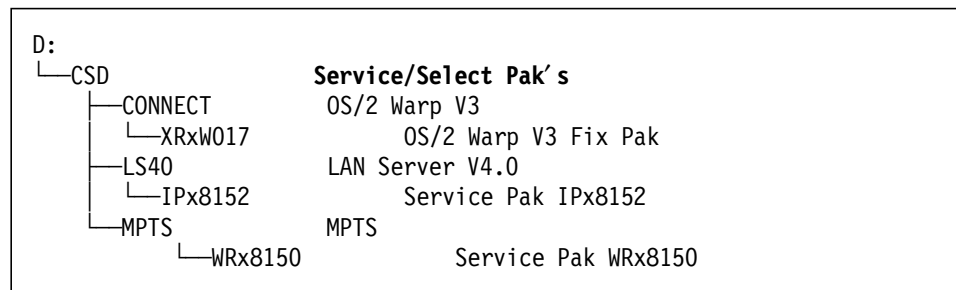 D:
└──CSD Service/Select Pak′s
├──CONNECT OS/2 Warp V3
│ └──XRxW017 OS/2 Warp V3 Fix Pak
├──LS40 LAN Server V4.0
│ └──IPx8152 Service Pak IPx8152
└──MPTS MPTS
└──WRx8150 Service Pak WRx8150